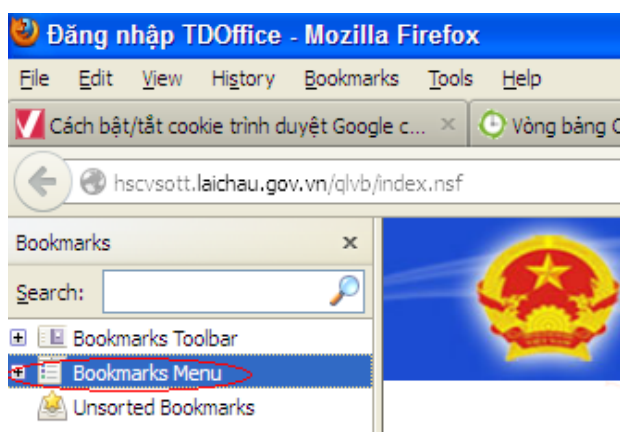 Đăng nhập TDOffice - Mozilla Firefox
File Edit View History Bookmarks Tools Help
Cách bật/tắt cookie trình duyệt Google c... × Vòng bảng
hscvsott.laichau.gov.vn/qlvb/index.nsf
Bookmarks ×
Search:
Bookmarks Toolbar
Bookmarks Menu
Unsorted Bookmarks